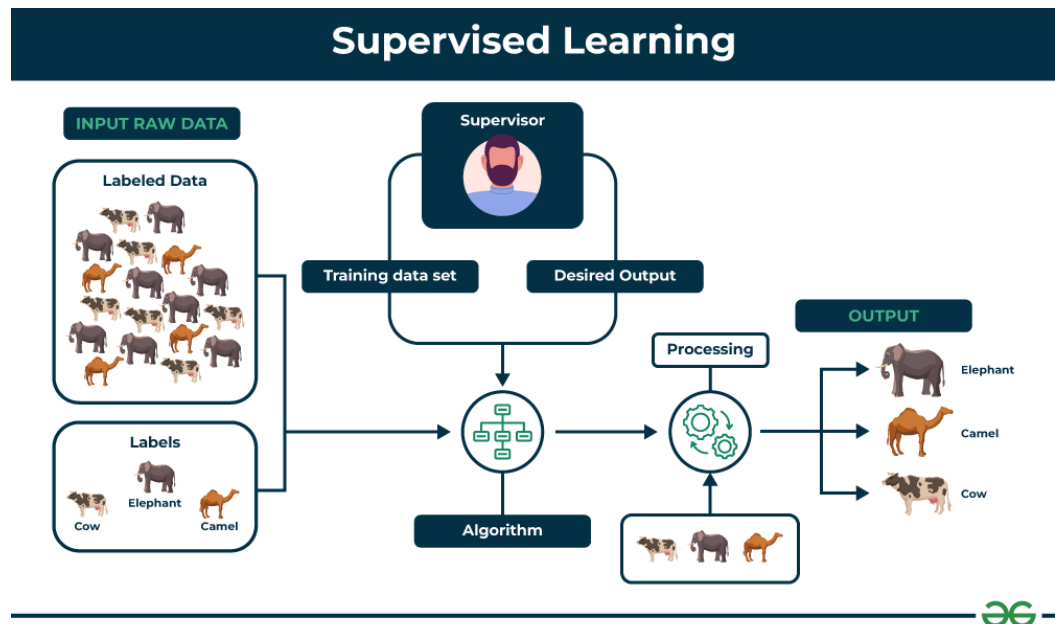 Supervised Learning
INPUT RAW DATA
Labeled Data
Labels
Elephant
Cow
Camel
Supervisor
Training data set
Desired Output
Algorithm
Processing
OUTPUT
Elephant
Camel
Cow